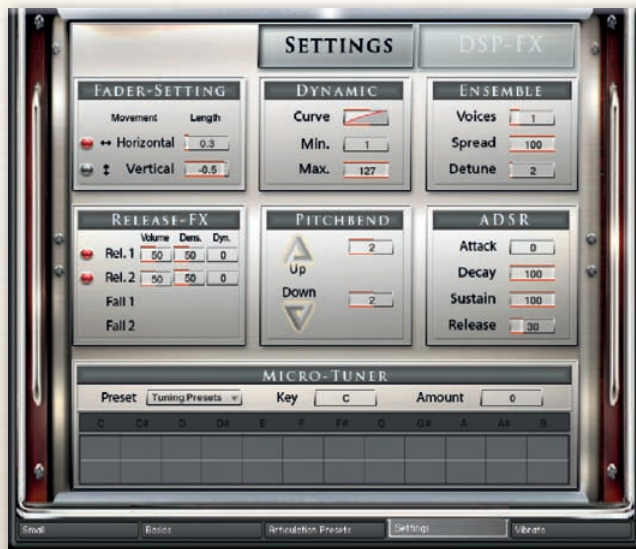 SETTINGS DSP-FX
FADER-SETTING
Movement Length
↔ Horizontal 0.3
↕ Vertical -0.5
DYNAMIC
Curve
Min. 1
Max. 127
ENSEMBLE
Voices 1
Spread 100
Detune 2
RELEASE-FX
Volume Dens. Dyn.
Rel. 1 50 50 0
Rel. 2 50 50 0
Fall 1
Fall 2
PITCHBEND
Up 2
Down 2
ADSR
Attack 0
Decay 100
Sustain 100
Release 30
MICRO-TUNER
Preset Tuning Presets Key C Amount 0
C C# D D# E F F# G G# A A# B
Small Basics Articulation Presets Settings Vibrato